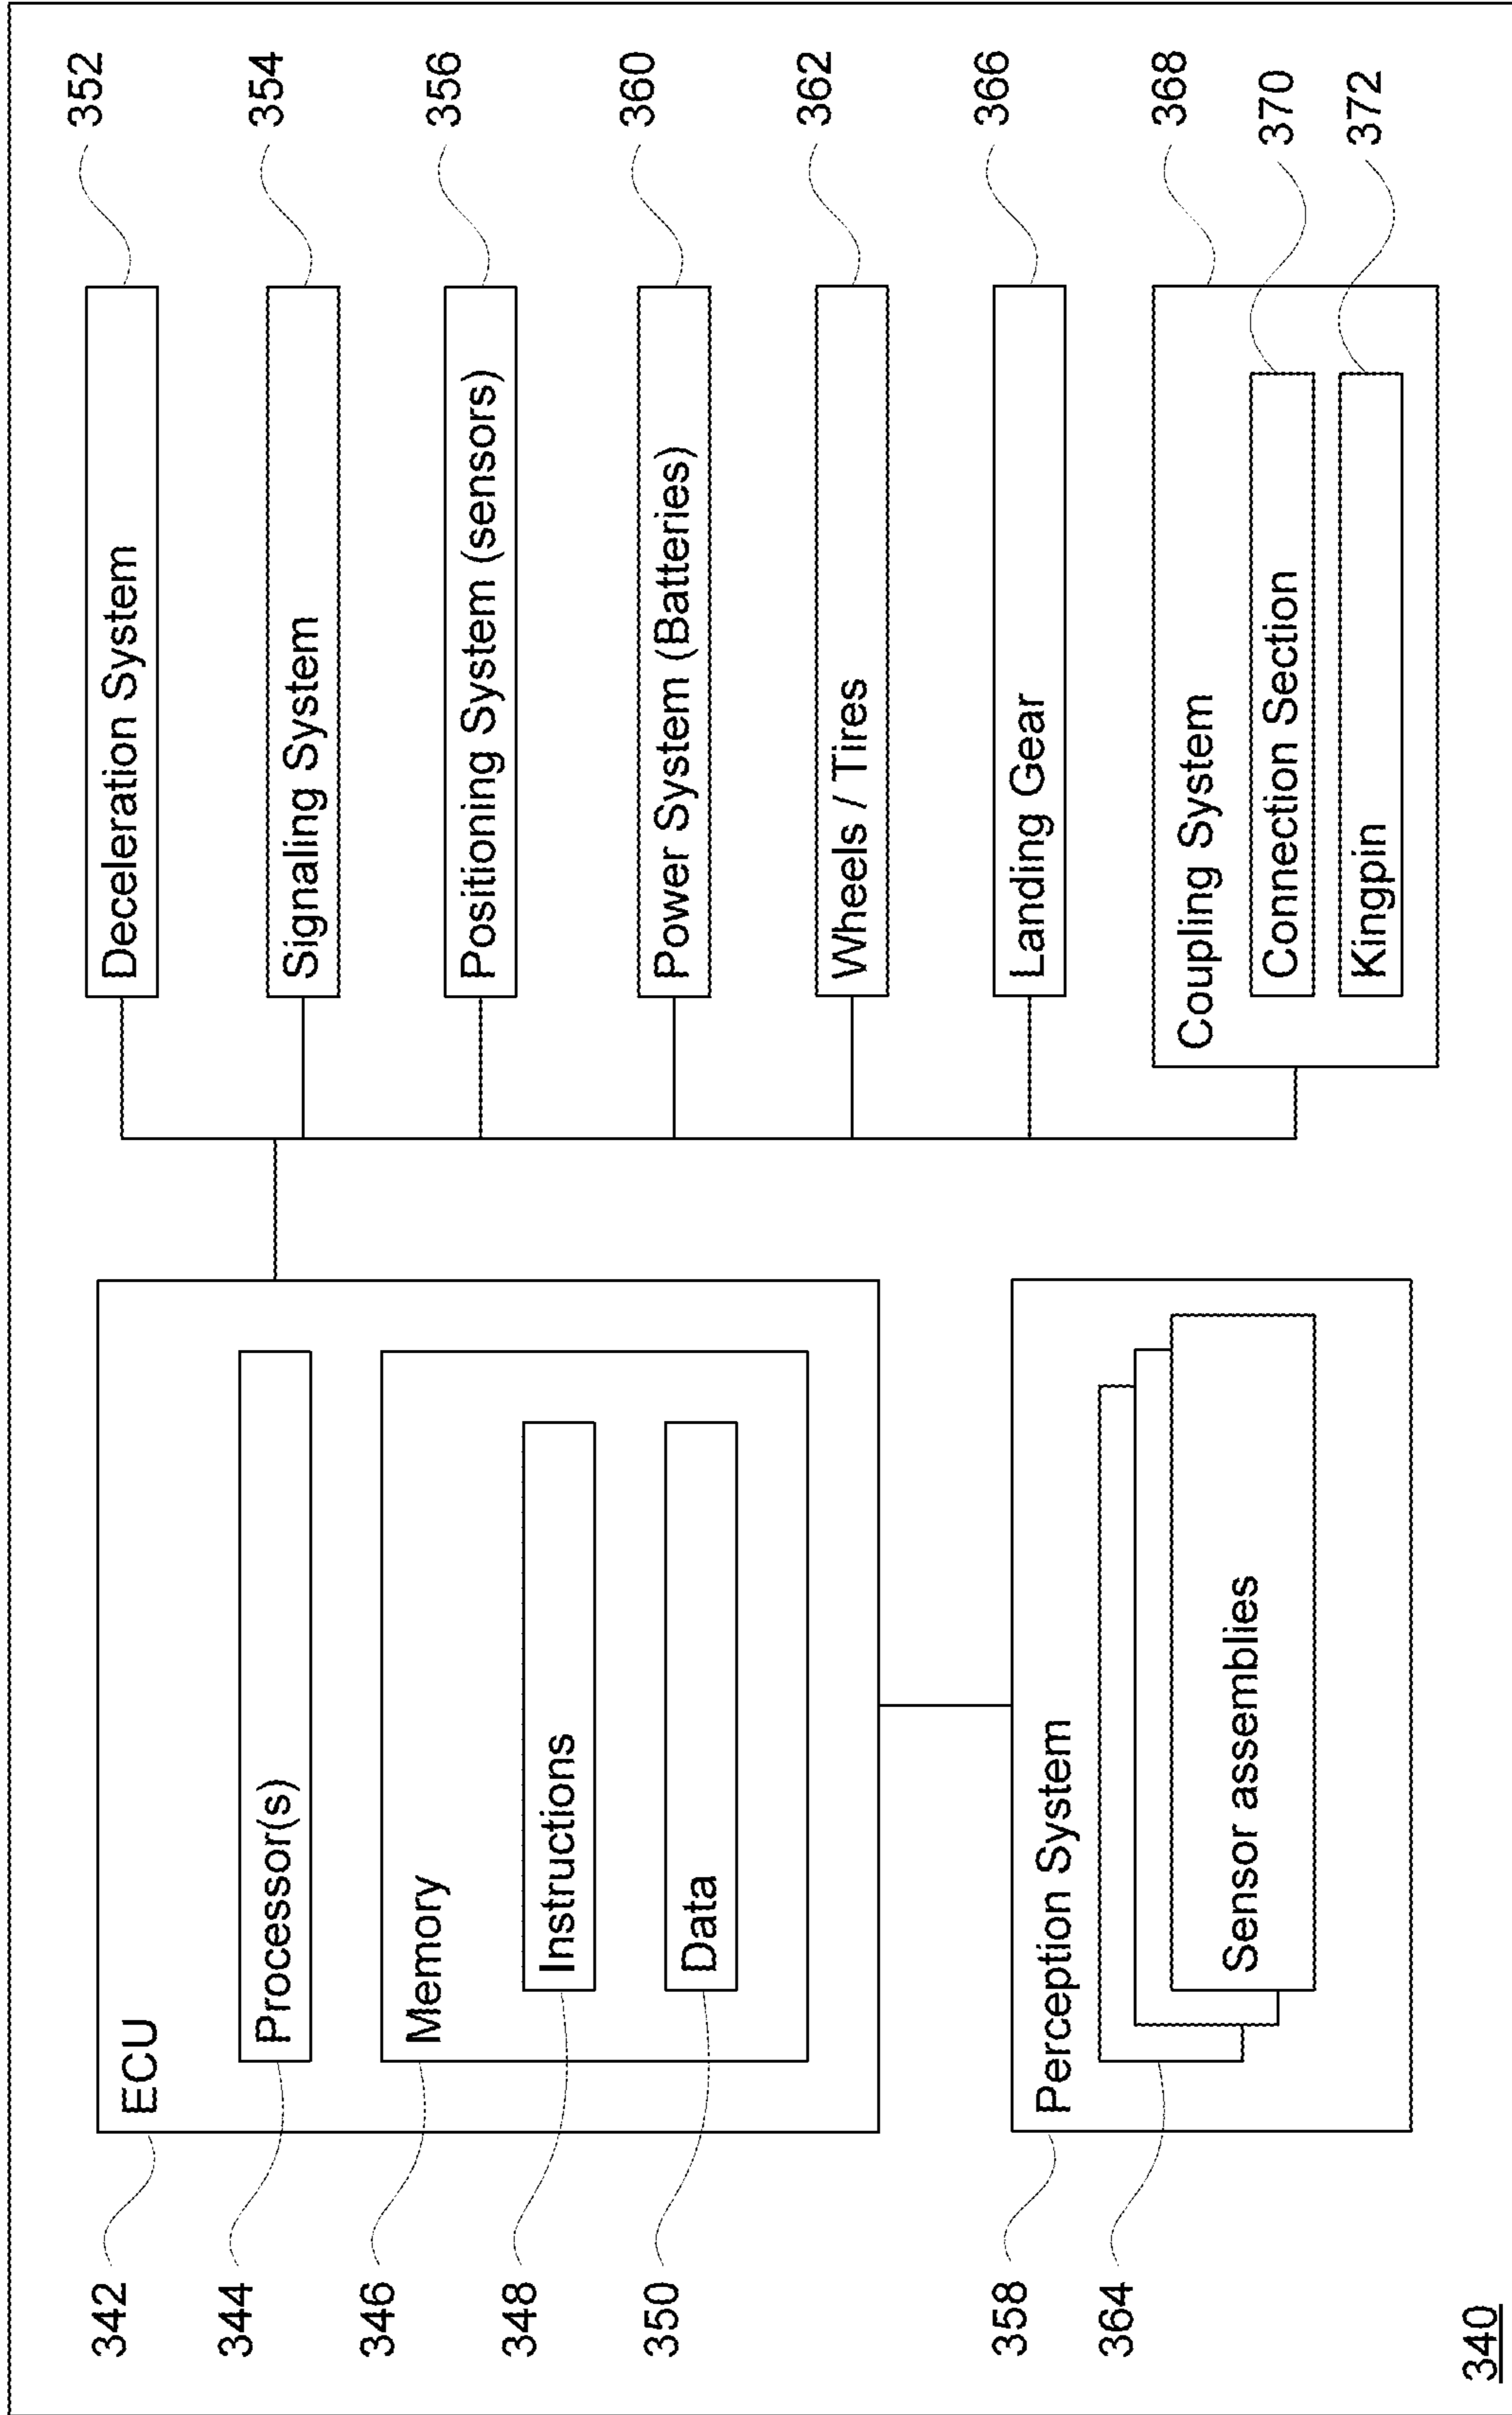 342
344
346
348
350
358
364
340
ECU
Processor(s)
Memory
Instructions
Data
Perception System
Sensor assemblies
Deceleration System
Signaling System
Positioning System (sensors)
Power System (Batteries)
Wheels / Tires
Landing Gear
Coupling System
Connection Section
Kingpin
352
354
356
360
362
366
368
370
372